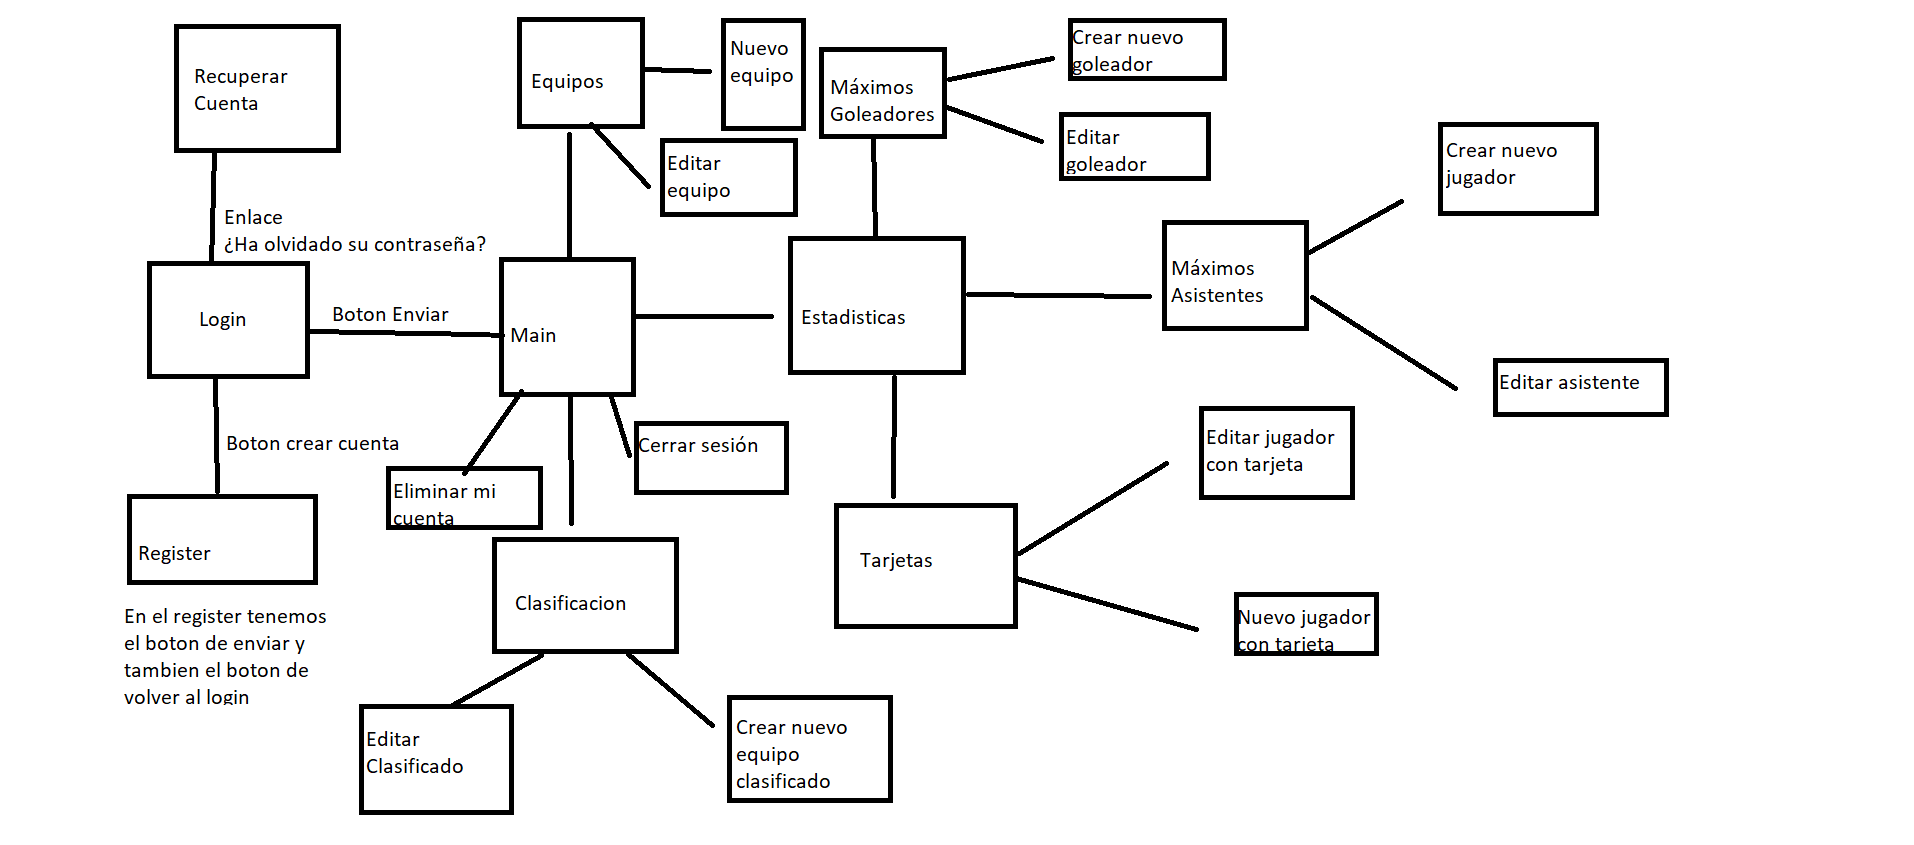 Recuperar
Cuenta
Enlace
¿Ha olvidado su contraseña?
Login
Boton Enviar
Boton crear cuenta
Register
En el register tenemos
el boton de enviar y
tambien el boton de
volver al login
Equipos
Nuevo
equipo
Editar
equipo
Main
Eliminar mi
cuenta
Cerrar sesión
Clasificacion
Editar
Clasificado
Crear nuevo
equipo
clasificado
Máximos
Goleadores
Crear nuevo
goleador
Editar
goleador
Estadisticas
Máximos
Asistentes
Crear nuevo
jugador
Editar asistente
Tarjetas
Editar jugador
con tarjeta
Nuevo jugador
con tarjeta